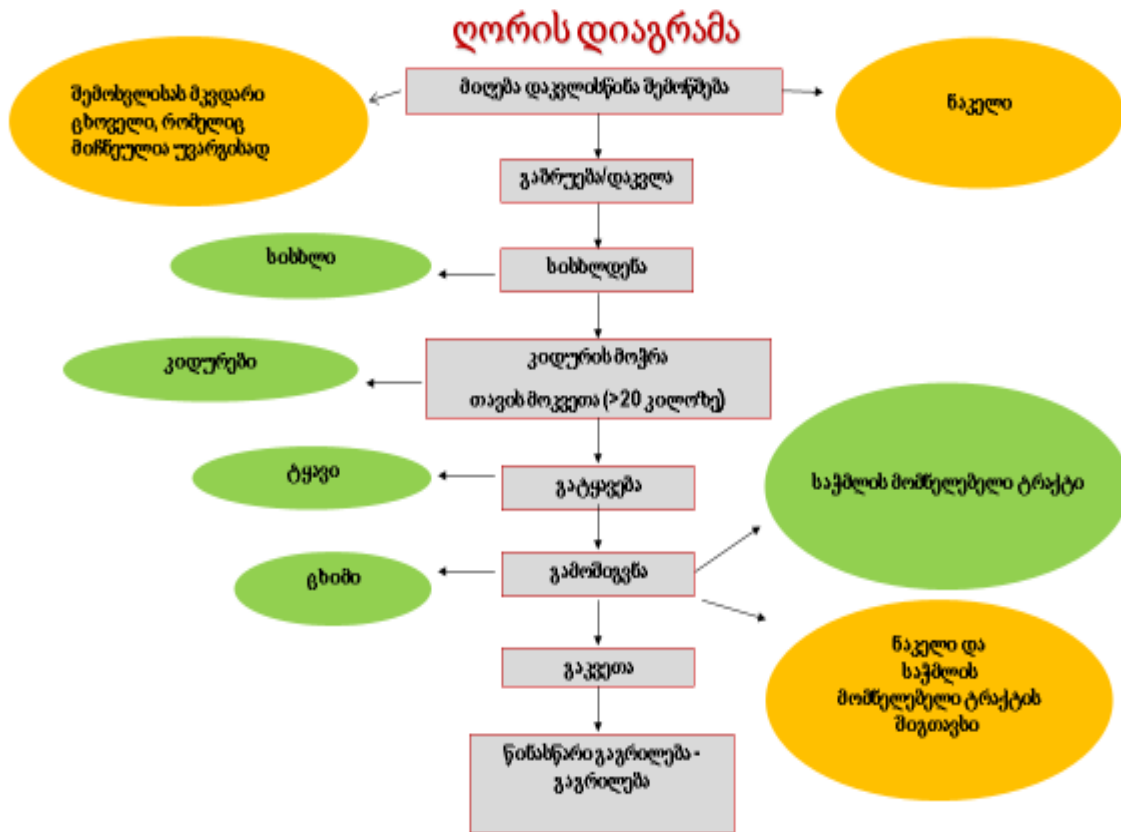 ღორის დიაგრამა
მიღება დაკვლისწინა შემოწმება
შემოსვლისას მკვდარი
ცხოველი, რომელიც
მიჩნეულია უვარგისად
ნაკელი
გაბრუება/დაკვლა
სისხლი
სისხლდენა
კიდურები
კიდურის მოჭრა
თავის მოკვეთა (>20 კილოზე)
ტყავი
გატყავება
საჭმლის მომნელებელი ტრაქტი
ცხიმი
გამოშიგვნა
ნაკელი და
საჭმლის
მომნელებელი ტრაქტის
შიგთავსი
გაკვეთა
წინასწარი გაგრილება -
გაგრილება